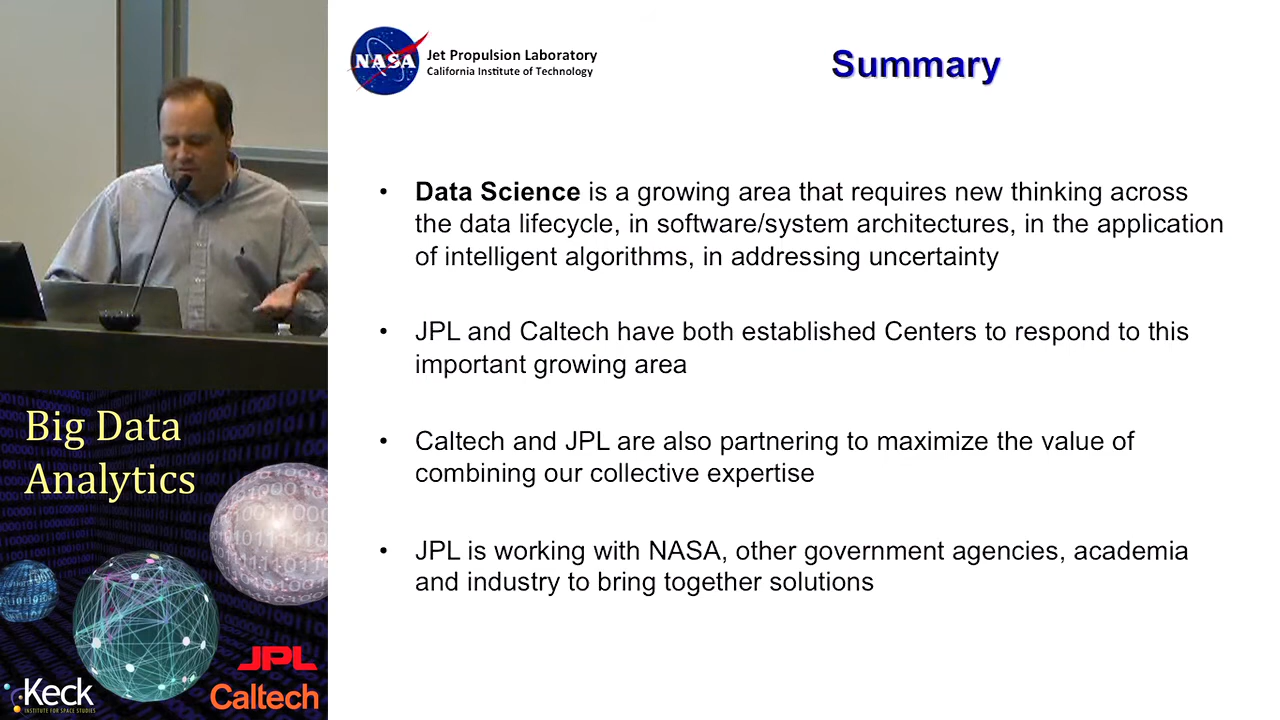 NASA
Jet Propulsion Laboratory
California Institute of Technology
Summary
• Data Science is a growing area that requires new thinking across
the data lifecycle, in software/system architectures, in the application
of intelligent algorithms, in addressing uncertainty
• JPL and Caltech have both established Centers to respond to this
important growing area
• Caltech and JPL are also partnering to maximize the value of
combining our collective expertise
• JPL is working with NASA, other government agencies, academia
and industry to bring together solutions
Big Data
Analytics
JPL
Keck
INSTITUTE FOR SPACE STUDIES
Caltech